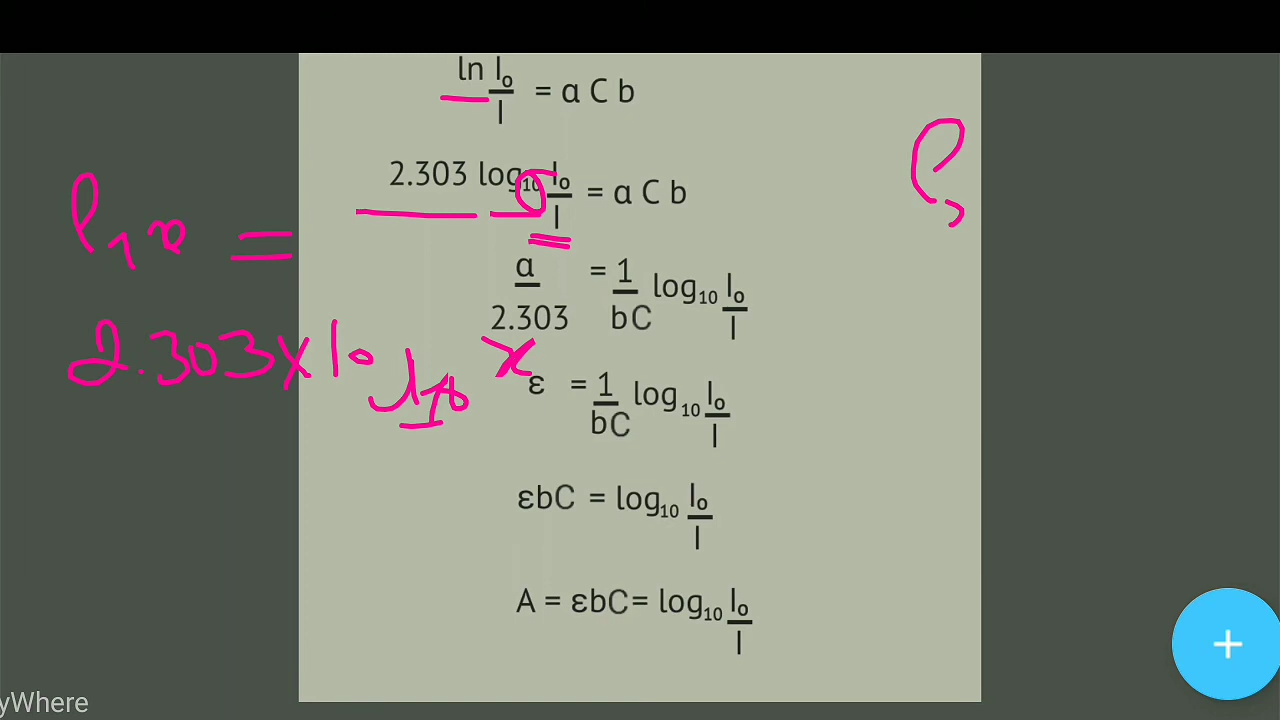 ln I₀/I = α C b
2.303 log₁₀ I₀/I = α C b
ln x =
α/2.303 = 1/bC log₁₀ I₀/I
2.303 x log₁₀ x
ε = 1/bC log₁₀ I₀/I
εbC = log₁₀ I₀/I
A = εbC= log₁₀ I₀/I
yWhere